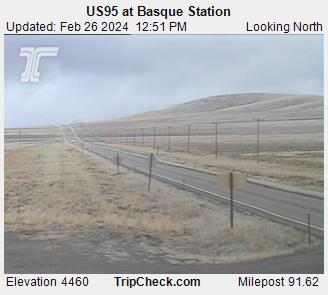 US95 at Basque Station
Updated: Feb 26 2024 12:51 PM Looking North
Elevation 4460 TripCheck.com Milepost 91.62